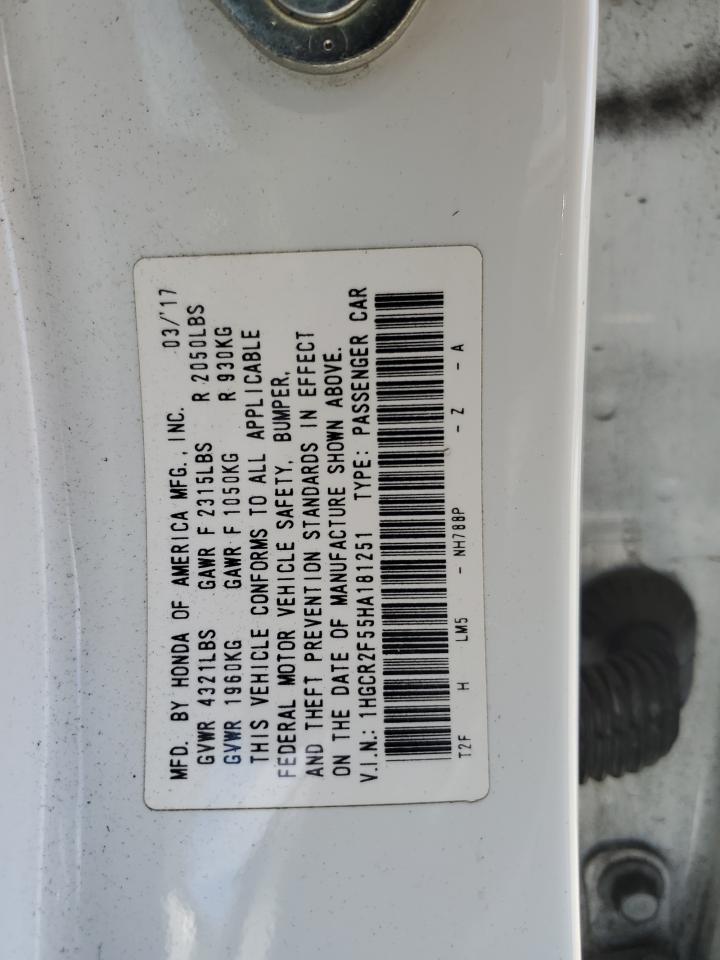 MFD. BY HONDA OF AMERICA MFG., INC. 03/'17
GVWR 4321LBS GAWR F 2315LBS R 2050LBS
GVWR 1960KG GAWR F 1050KG R 930KG
THIS VEHICLE CONFORMS TO ALL APPLICABLE
FEDERAL MOTOR VEHICLE SAFETY, BUMPER,
AND THEFT PREVENTION STANDARDS IN EFFECT
ON THE DATE OF MANUFACTURE SHOWN ABOVE.
V.I.N.: 1HGCR2F55HA181251 TYPE: PASSENGER CAR
T2F H LM5 - NH788P - Z - A